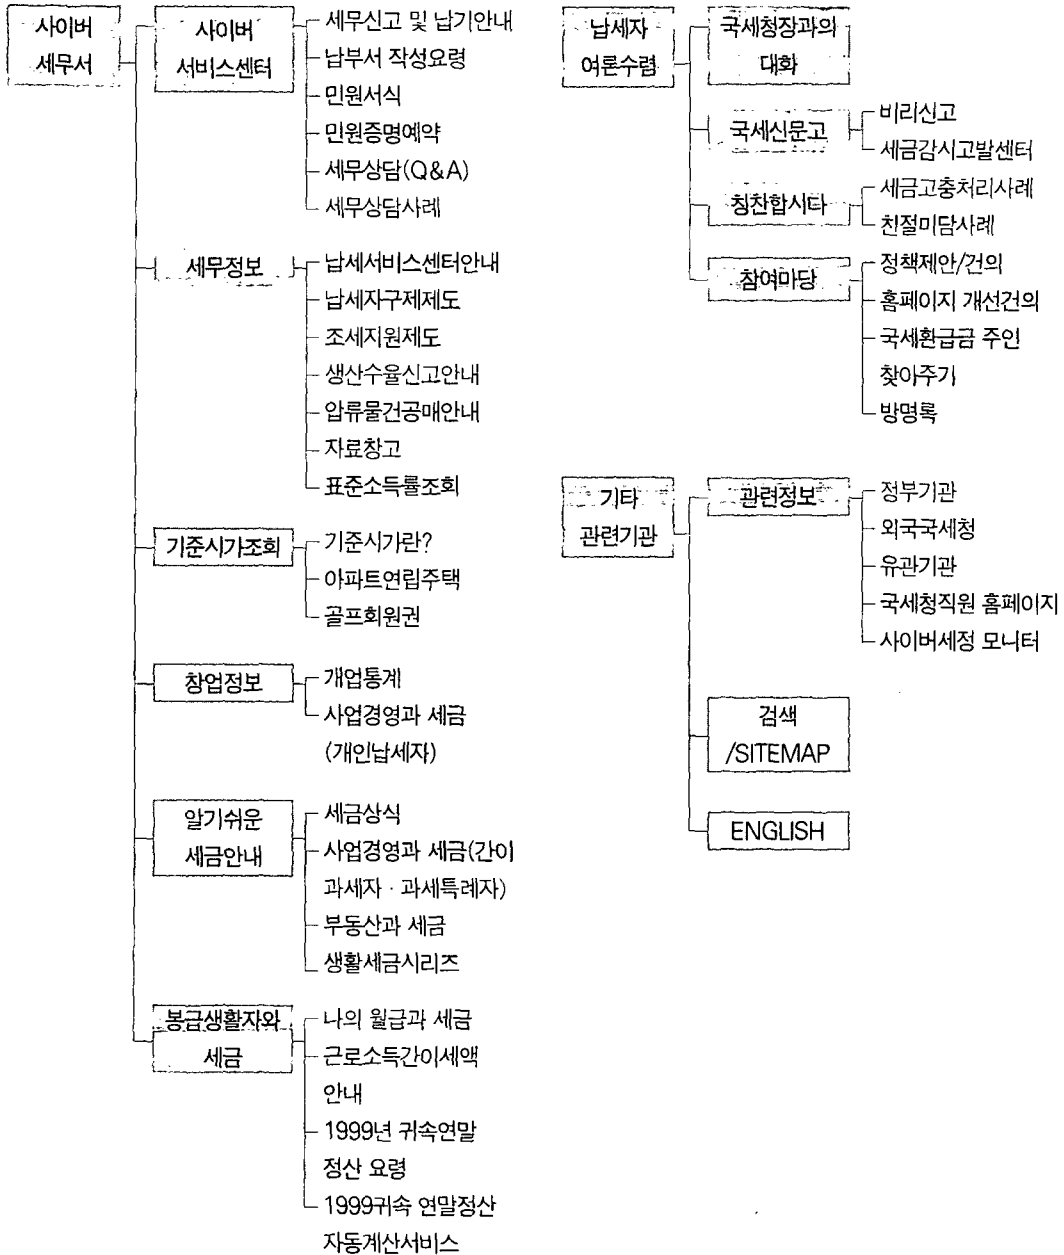 사이버
세무서
사이버
서비스센터
세무신고 및 납기안내
납부서 작성요령
민원서식
민원증명예약
세무상담(Q&A)
세무상담사례
세무정보
납세서비스센터안내
납세자구제제도
조세지원제도
생산수율신고안내
압류물건공매안내
자료창고
표준소득률조회
기준시가조회
기준시가란?
아파트연립주택
골프회원권
창업정보
개업통계
사업경영과 세금
(개인납세자)
알기쉬운
세금안내
세금상식
사업경영과 세금(간이
과세자 · 과세특례자)
부동산과 세금
생활세금시리즈
봉급생활자와
세금
나의 월급과 세금
근로소득간이세액
안내
1999년 귀속연말
정산 요령
1999귀속 연말정산
자동계산서비스
납세자
여론수렴
국세청장과의
대화
국세신문고
비리신고
세금감시고발센터
칭찬합시다
세금고충처리사례
친절미담사례
참여마당
정책제안/건의
홈페이지 개선건의
국세환급금 주인
찾아주기
방명록
기타
관련기관
관련정보
정부기관
외국국세청
유관기관
국세청직원 홈페이지
사이버세정 모니터
검색
/SITEMAP
ENGLISH